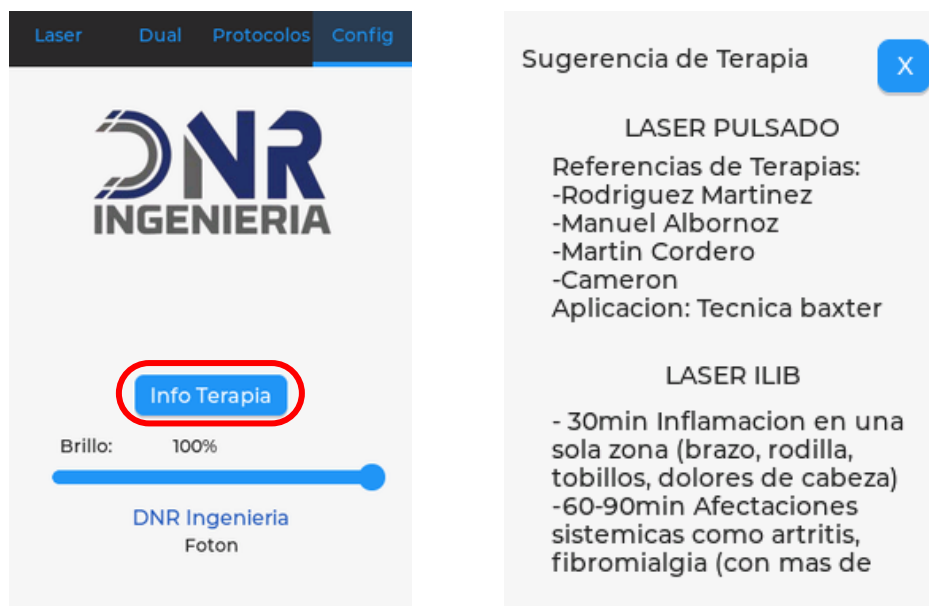 Laser Dual Protocolos Config
DNR
INGENIERIA
Info Terapia
Brillo: 100%
DNR Ingenieria
Foton
Sugerencia de Terapia
X
LASER PULSADO
Referencias de Terapias:
-Rodriguez Martinez
-Manuel Albornoz
-Martin Cordero
-Cameron
Aplicacion: Tecnica baxter
LASER ILIB
- 30min Inflamacion en una
sola zona (brazo, rodilla,
tobillos, dolores de cabeza)
-60-90min Afectaciones
sistemicas como artritis,
fibromialgia (con mas de